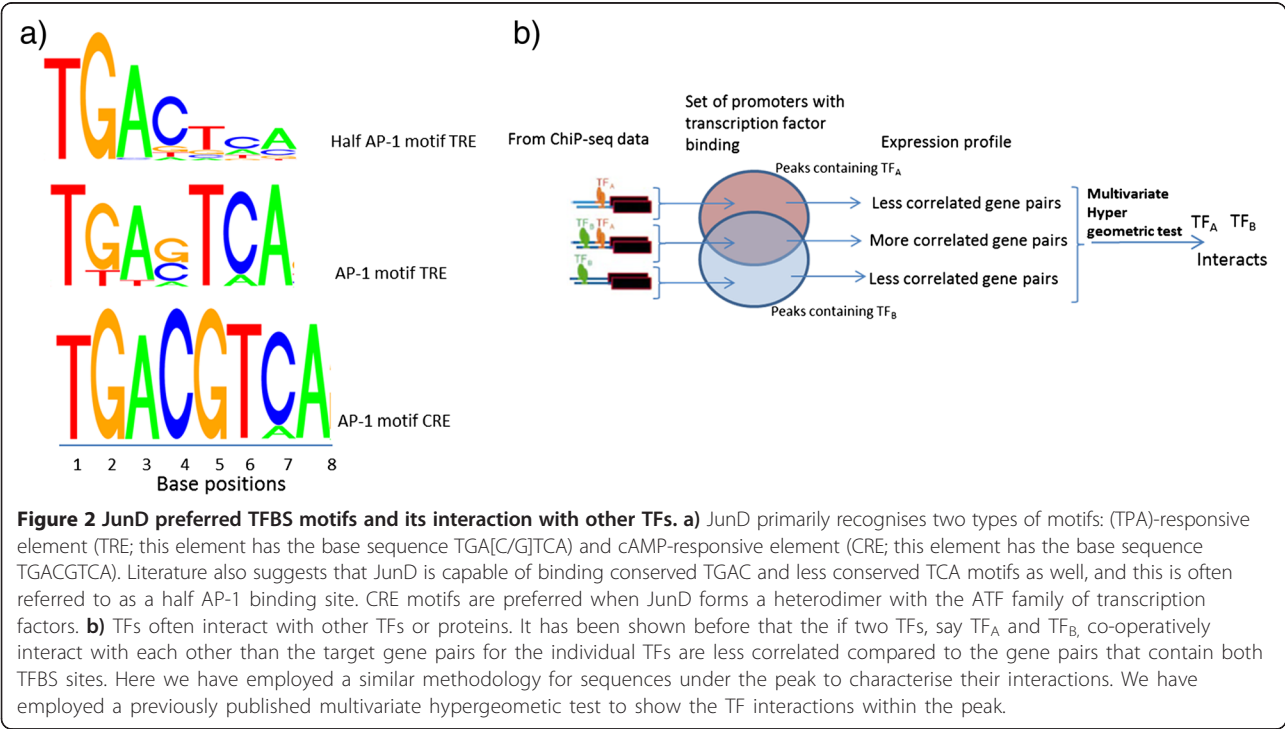 a)
TGACTCA
Half AP-1 motif TRE
TGAGTCA
C
AP-1 motif TRE
TGACGTCA
A
AP-1 motif CRE
1 2 3 4 5 6 7 8
Base positions
b)
From ChiP-seq data
Set of promoters with
transcription factor
binding
Expression profile
Peaks containing TFA
TFA
TFB TFA
TFB
Less correlated gene pairs
More correlated gene pairs
Less correlated gene pairs
Peaks containing TFB
Multivariate
Hyper
geometric test
TFA TFB
Interacts
Figure 2 JunD preferred TFBS motifs and its interaction with other TFs. a) JunD primarily recognises two types of motifs: (TPA)-responsive
element (TRE; this element has the base sequence TGA[C/G]TCA) and cAMP-responsive element (CRE; this element has the base sequence
TGACGTCA). Literature also suggests that JunD is capable of binding conserved TGAC and less conserved TCA motifs as well, and this is often
referred to as a half AP-1 binding site. CRE motifs are preferred when JunD forms a heterodimer with the ATF family of transcription
factors. b) TFs often interact with other TFs or proteins. It has been shown before that the if two TFs, say TFA and TFB, co-operatively
interact with each other than the target gene pairs for the individual TFs are less correlated compared to the gene pairs that contain both
TFBS sites. Here we have employed a similar methodology for sequences under the peak to characterise their interactions. We have
employed a previously published multivariate hypergeometic test to show the TF interactions within the peak.